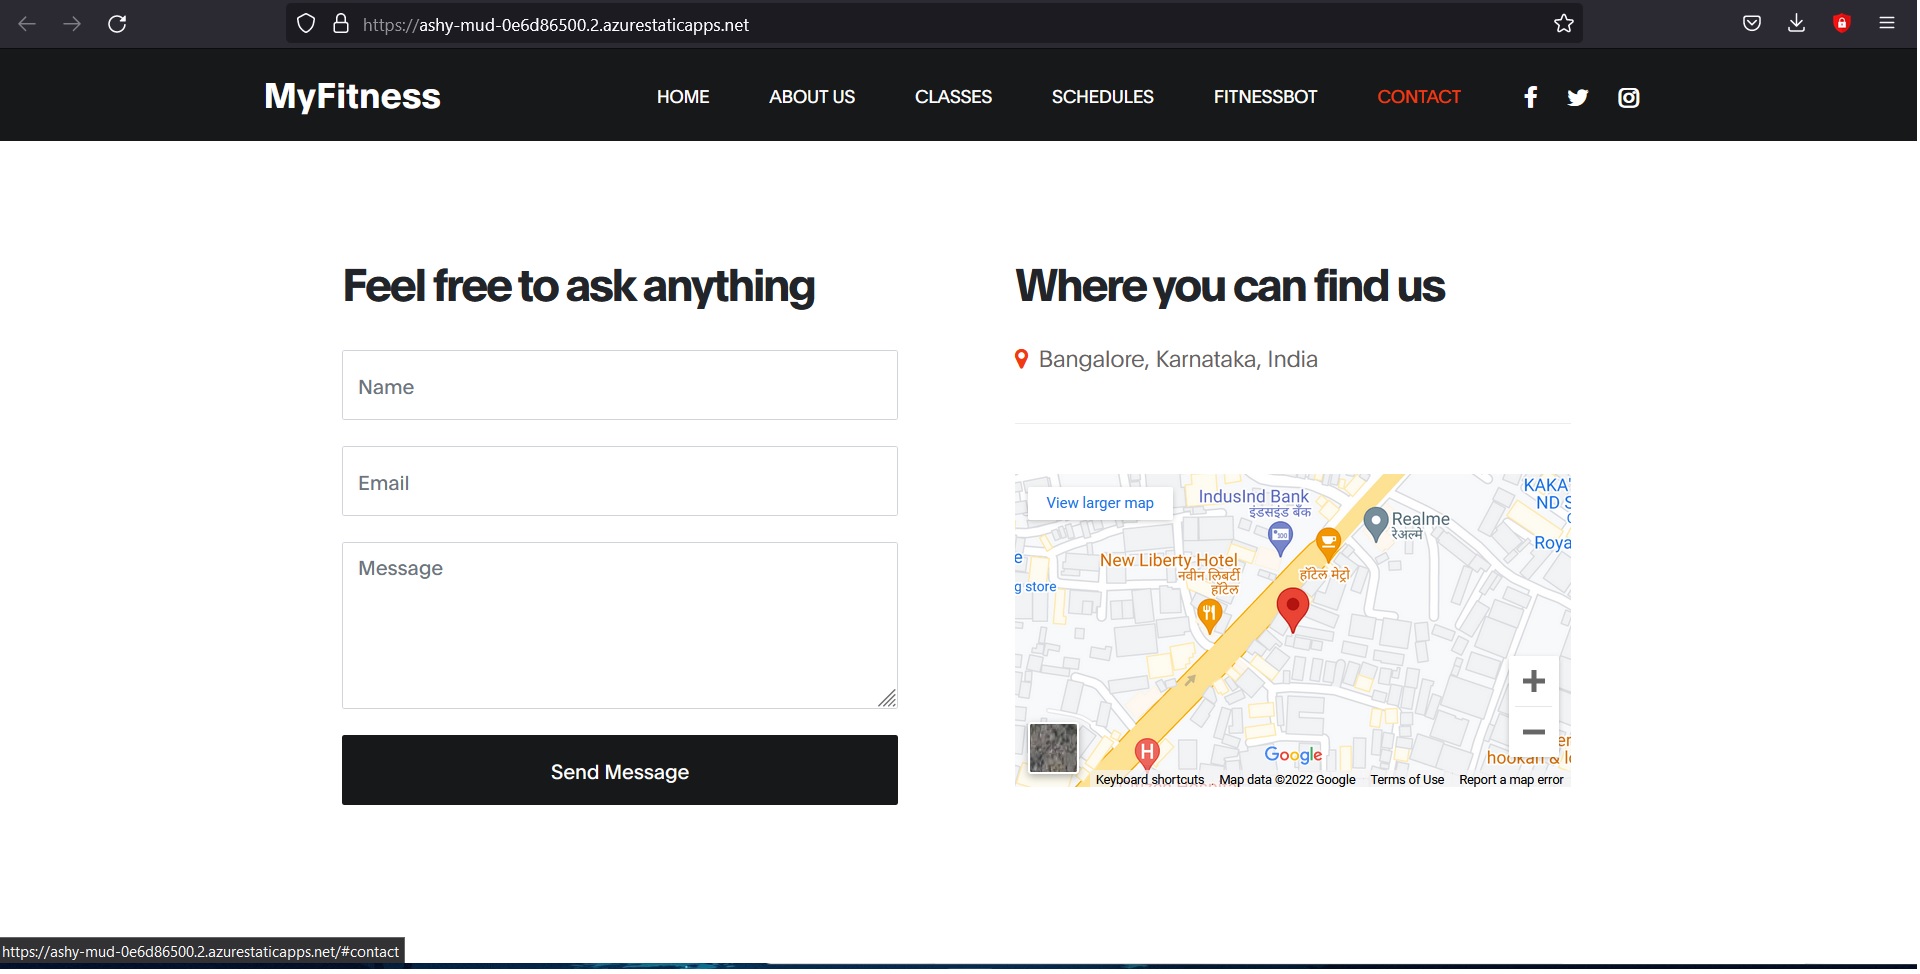 https://ashy-mud-0e6d86500.2.azurestaticapps.net
MyFitness
HOME
ABOUT US
CLASSES
SCHEDULES
FITNESSBOT
CONTACT
Feel free to ask anything
Name
Email
Message
Send Message
Where you can find us
Bangalore, Karnataka, India
View larger map
IndusInd Bank
इंडसइंड बँक
KAKA'
ND S
Realme
रेअल्मे
Roya
e
g store
New Liberty Hotel
नवीन लिबर्टी
हॉटेल
हॉटेल मेट्रो
H
Google
Keyboard shortcuts
Map data ©2022 Google
Terms of Use
Report a map error
https://ashy-mud-0e6d86500.2.azurestaticapps.net/#contact